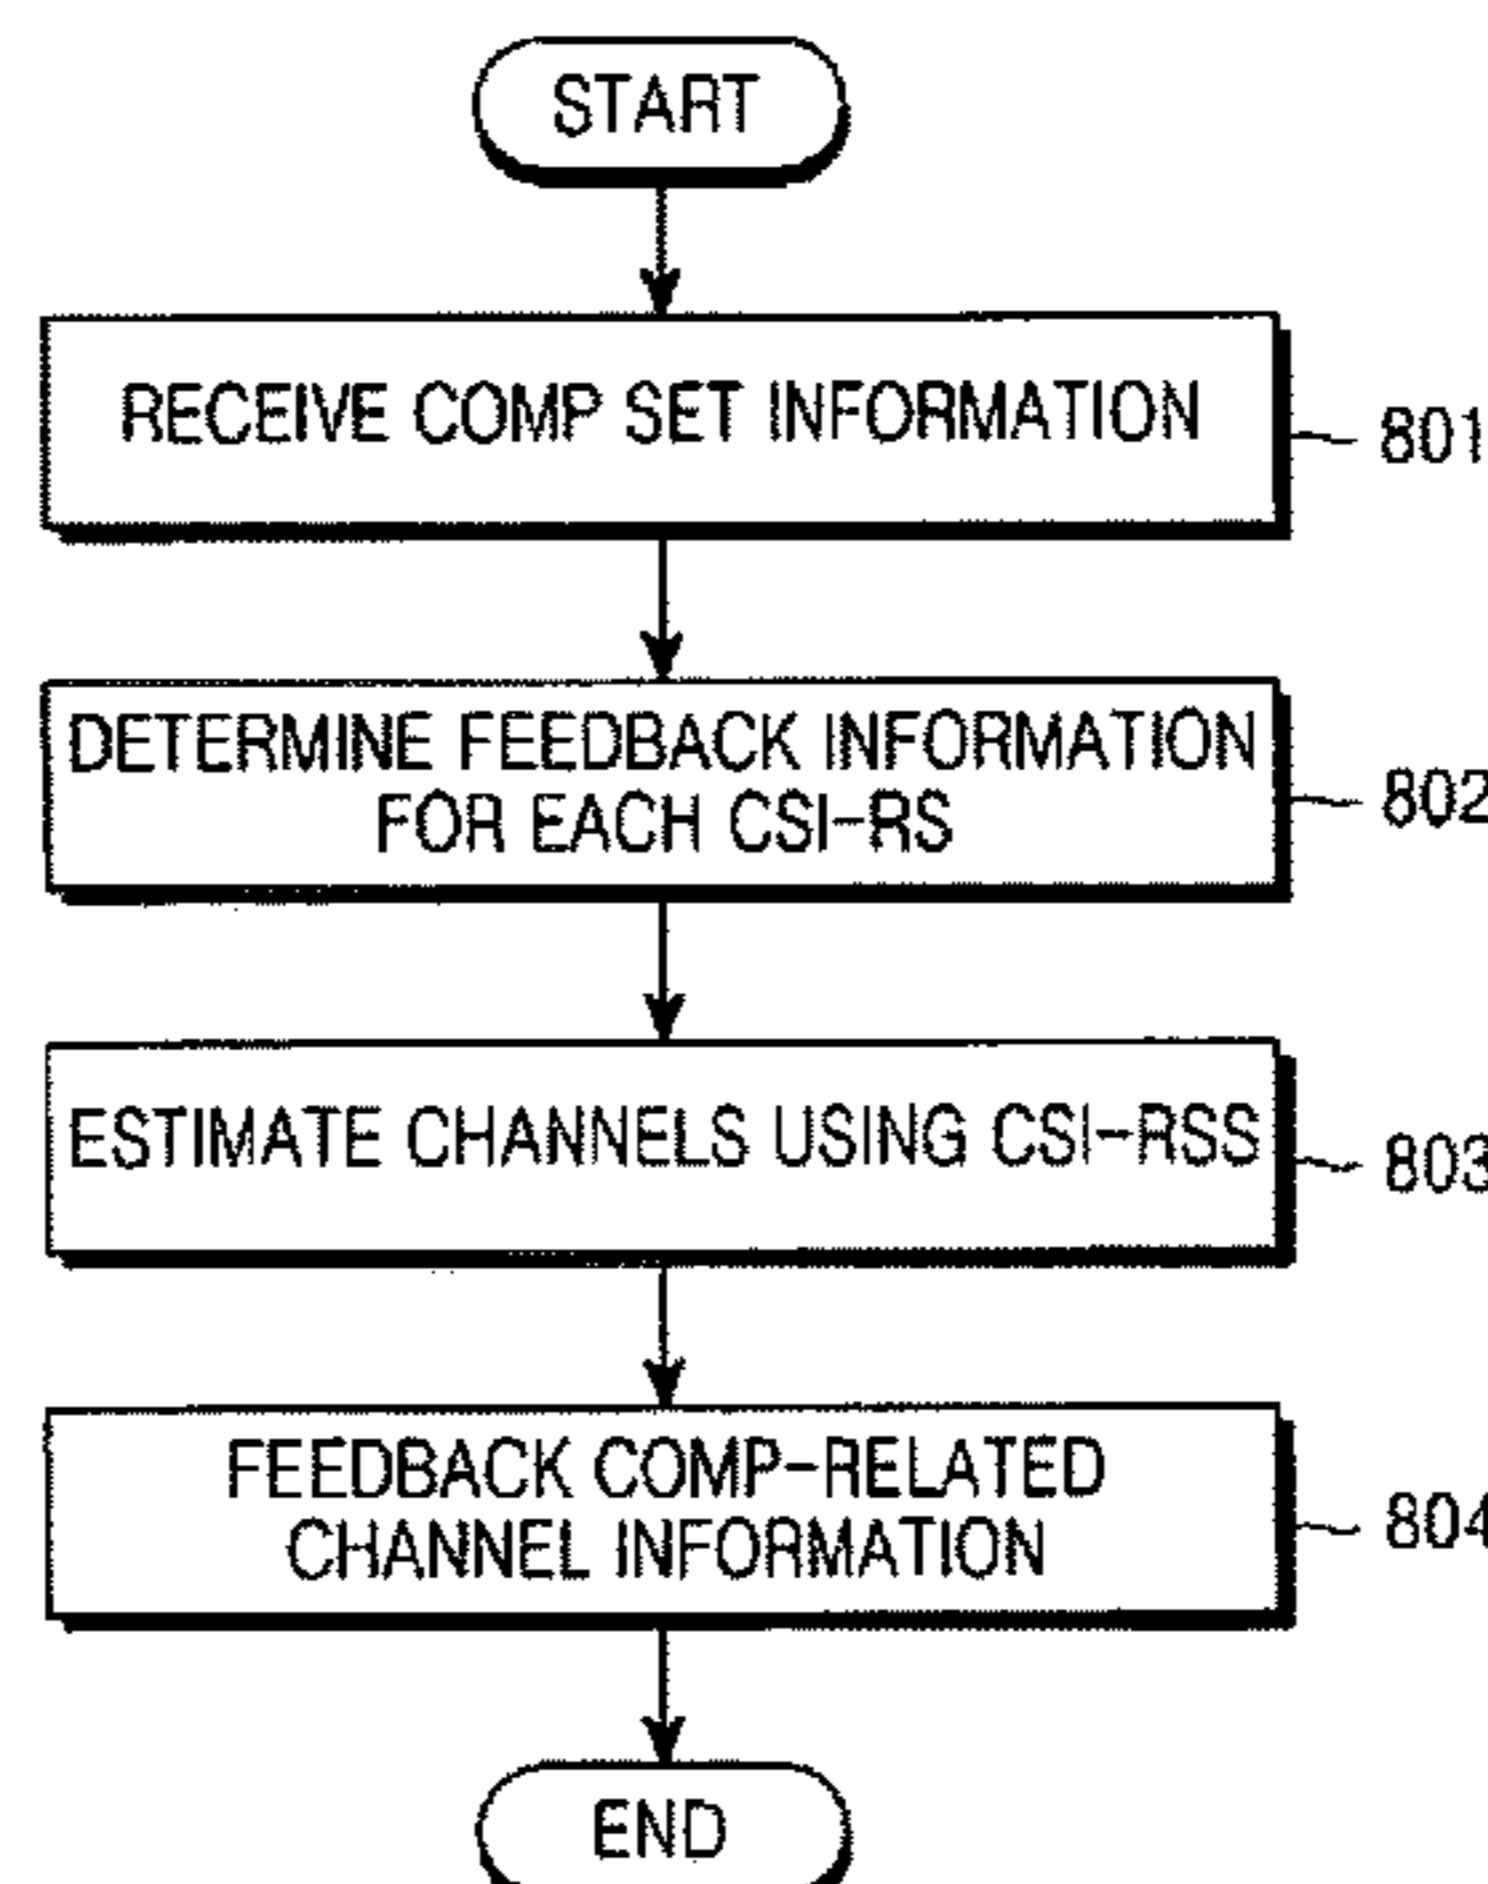 START
RECEIVE COMP SET INFORMATION
801
DETERMINE FEEDBACK INFORMATION
FOR EACH CSI-RS
802
ESTIMATE CHANNELS USING CSI-RSS
803
FEEDBACK COMP-RELATED
CHANNEL INFORMATION
804
END